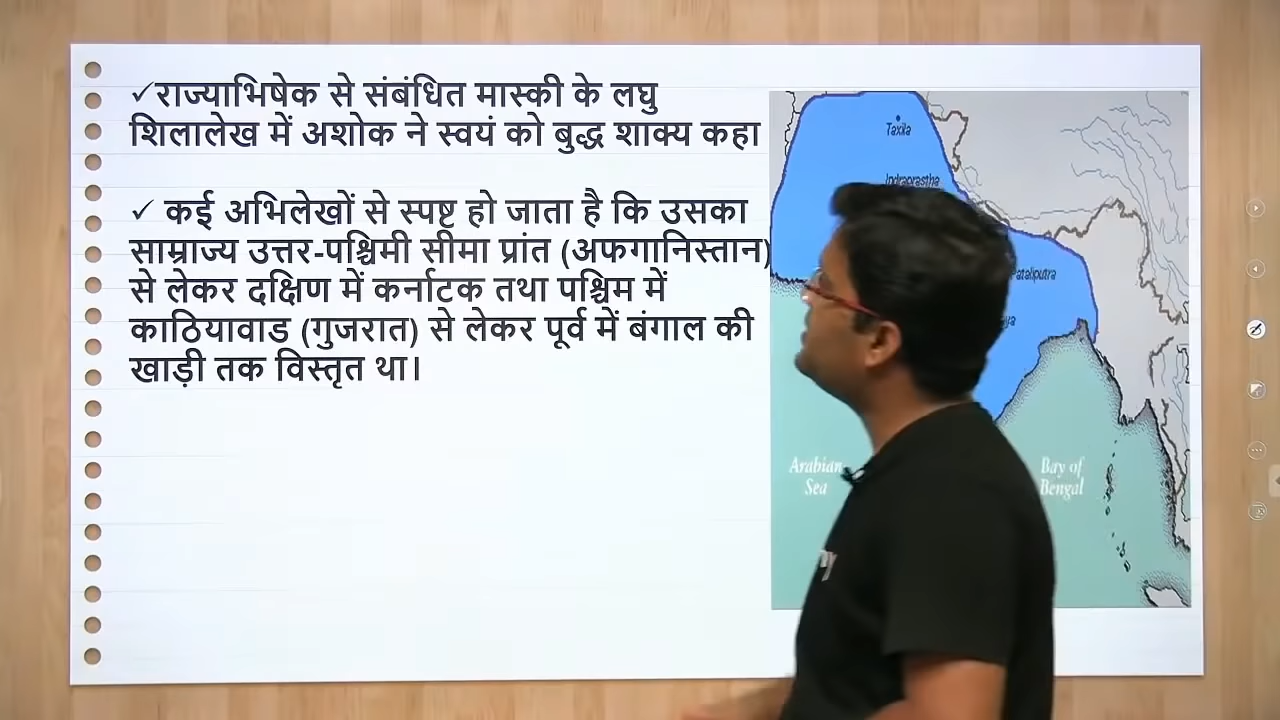 ✓राज्याभिषेक से संबंधित मास्की के लघु
शिलालेख में अशोक ने स्वयं को बुद्ध शाक्य कहा
✓ कई अभिलेखों से स्पष्ट हो जाता है कि उसका
साम्राज्य उत्तर-पश्चिमी सीमा प्रांत (अफगानिस्तान)
से लेकर दक्षिण में कर्नाटक तथा पश्चिम में
काठियावाड (गुजरात) से लेकर पूर्व में बंगाल की
खाड़ी तक विस्तृत था।
Taxila
Indraprastha
Pataliputra
Arabian
Sea
Bay of
Bengal